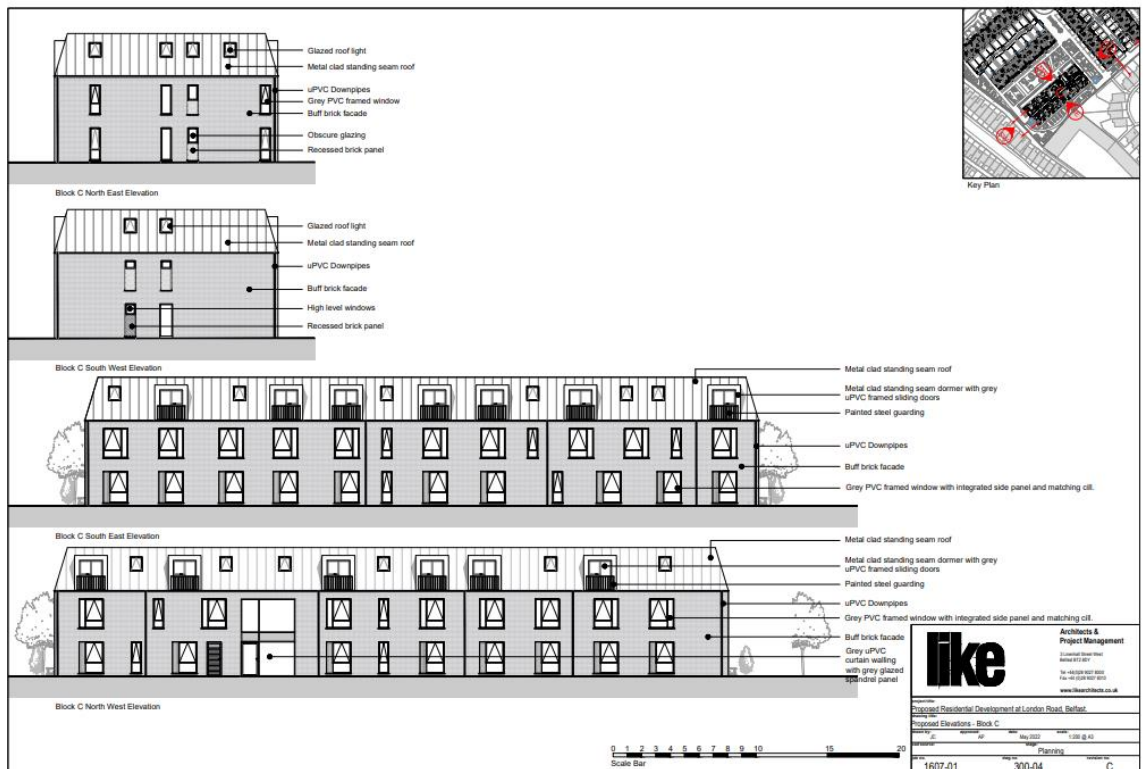 Glazed roof light
Metal clad standing seam roof
uPVC Downpipes
Grey PVC framed window
Buff brick facade
Obscure glazing
Recessed brick panel
Block C North East Elevation
Key Plan
Glazed roof light
Metal clad standing seam roof
uPVC Downpipes
Buff brick facade
High level windows
Recessed brick panel
Block C South West Elevation
Metal clad standing seam roof
Metal clad standing seam dormer with grey
uPVC framed sliding doors
Painted steel guarding
uPVC Downpipes
Buff brick facade
Grey PVC framed window with integrated side panel and matching cill.
Block C South East Elevation
Metal clad standing seam roof
Metal clad standing seam dormer with grey
uPVC framed sliding doors
Painted steel guarding
uPVC Downpipes
Grey PVC framed window with integrated side panel and matching cill.
Buff brick facade
Grey uPVC
curtain walling
with grey glazed
spandrel panel
Block C North West Elevation
0 1 2 3 4 5 6 7 8 9 10 15 20
Scale Bar
like
Architects &
Project Management
www.likearchitects.co.uk
project title:
Proposed Residential Development at London Road, Belfast.
drawing title:
Proposed Elevations - Block C
JC AP May 2022 1:200 @ A3
Planning
1607-01 300-04 C